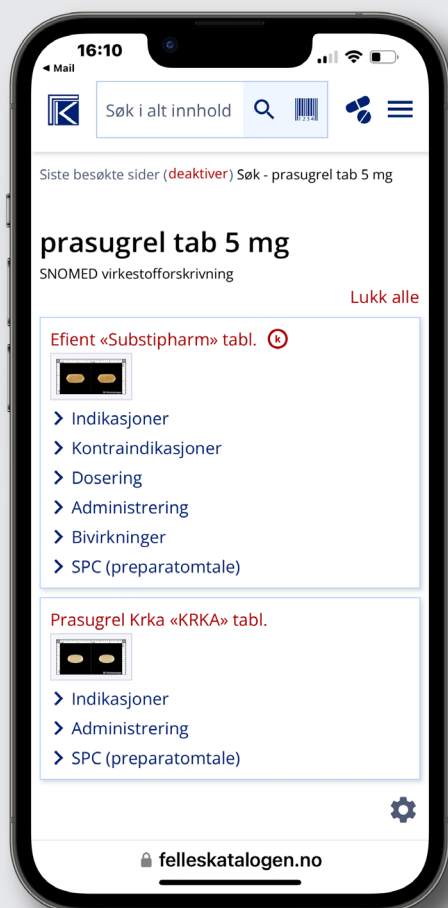 16:10
◄ Mail
Søk i alt innhold
1234
Siste besøkte sider (deaktiver) Søk - prasugrel tab 5 mg
prasugrel tab 5 mg
SNOMED virkestofforskrivning
Lukk alle
Efient «Substipharm» tabl. k
Indikasjoner
Kontraindikasjoner
Dosering
Administrering
Bivirkninger
SPC (preparatomtale)
Prasugrel Krka «KRKA» tabl.
Indikasjoner
Administrering
SPC (preparatomtale)
felleskatalogen.no